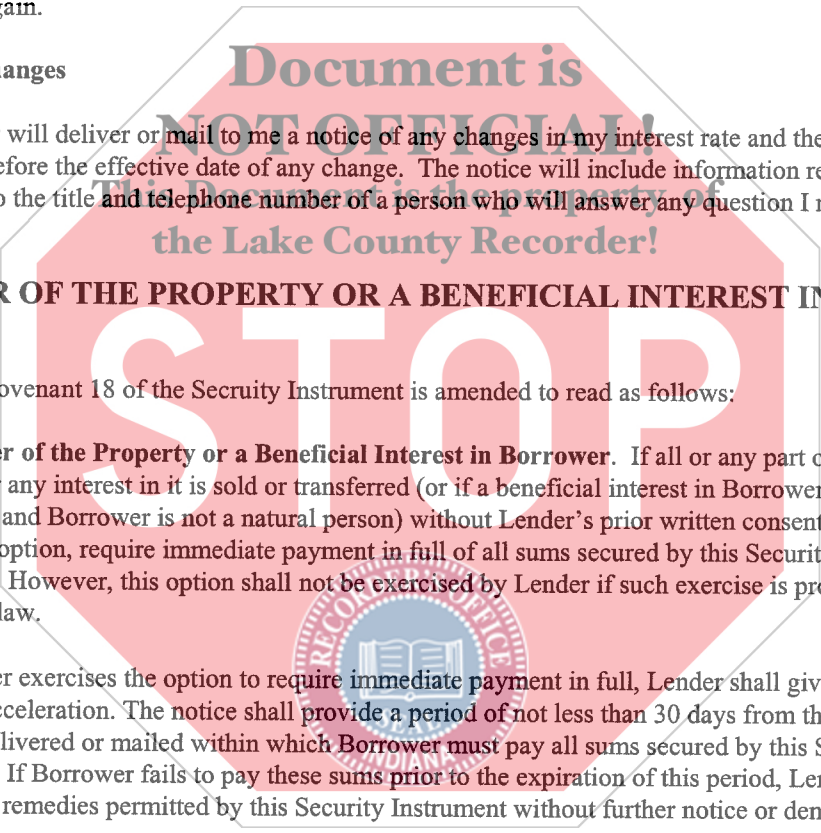 gain.
anges
Document is
NOT OFFICIAL!
will deliver or mail to me a notice of any changes in my interest rate and the
efore the effective date of any change. The notice will include information re
This Document is the property of
o the title and telephone number of a person who will answer any question I
the Lake County Recorder!
R OF THE PROPERTY OR A BENEFICIAL INTEREST IN
STOP
ovenant 18 of the Secruity Instrument is amended to read as follows:
er of the Property or a Beneficial Interest in Borrower. If all or any part o
any interest in it is sold or transferred (or if a beneficial interest in Borrower
and Borrower is not a natural person) without Lender's prior written consent
option, require immediate payment in full of all sums secured by this Securit
However, this option shall not be exercised by Lender if such exercise is pro
law.
RECORDER'S OFFICE
er exercises the option to require immediate payment in full, Lender shall giv
cceleration. The notice shall provide a period of not less than 30 days from th
SEAL
livered or mailed within which Borrower must pay all sums secured by this S
INDIANA
If Borrower fails to pay these sums prior to the expiration of this period, Len
remedies permitted by this Security Instrument without further notice or dem